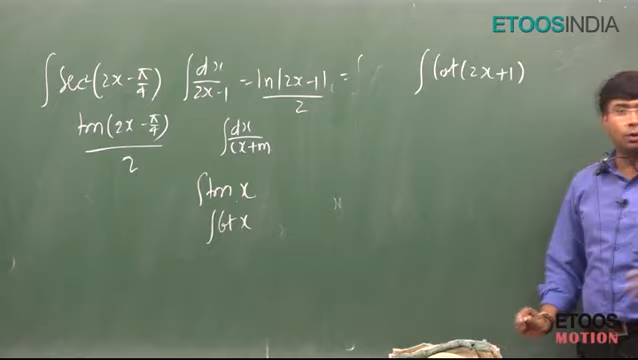 ETOOSINDIA
∫ Sec²(2x - π/4) ∫ dx/(2x-1) = ln|2x-1|/2 = ∫ ∫ Cot(2x+1)
tan(2x - π/4)/2 ∫ dx/(lx+m)
∫ tan x
∫ Cot x
ETOOS
MOTION